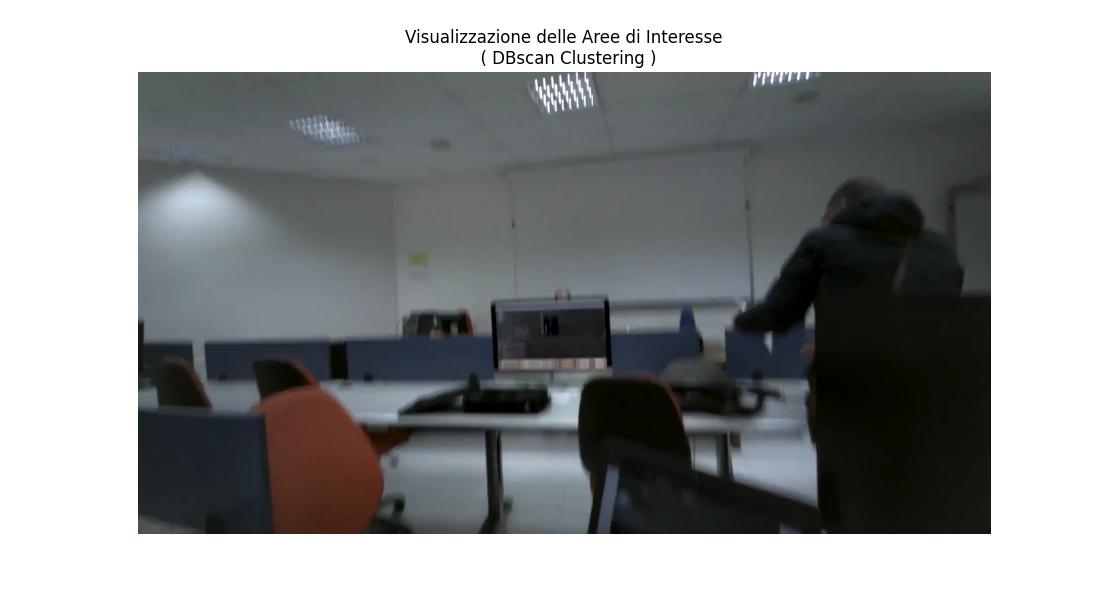 Visualizzazione delle Aree di Interesse
( DBscan Clustering )